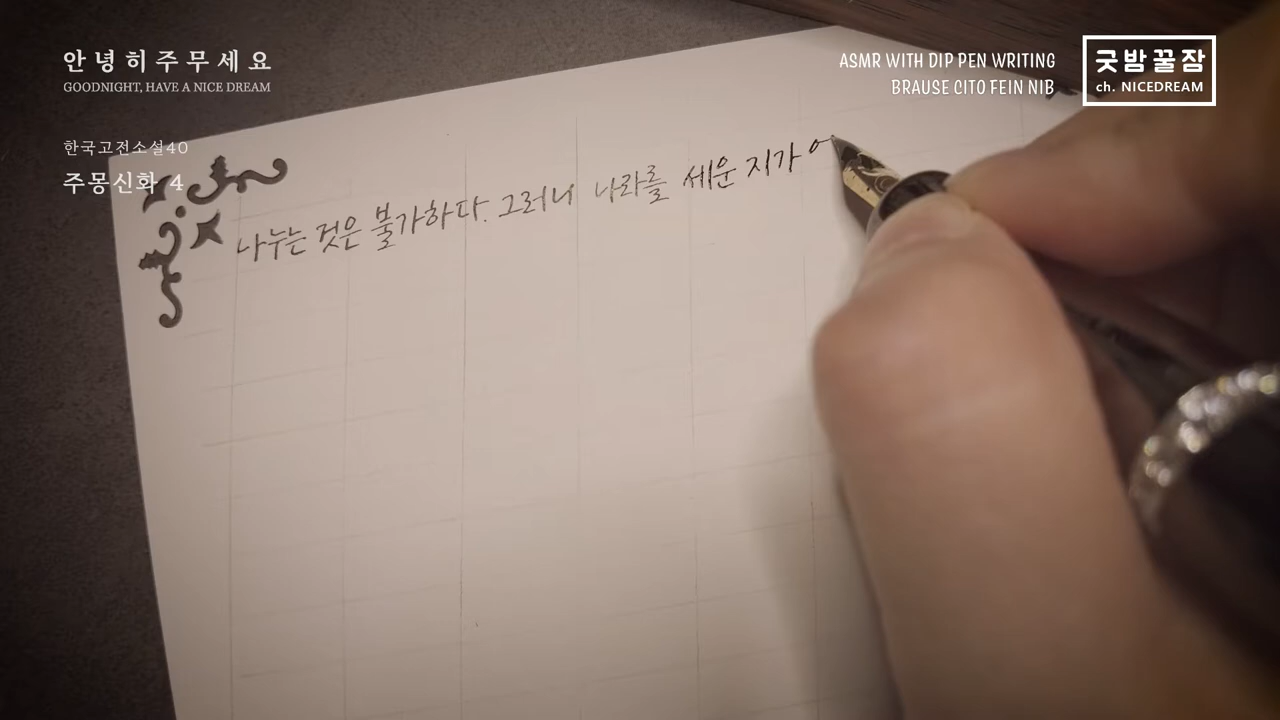 안녕히주무세요
GOODNIGHT, HAVE A NICE DREAM
한국고전소설40
주몽신화 4
ASMR WITH DIP PEN WRITING
BRAUSE CITO FEIN NIB
굿밤꿀잠
ch. NICEDREAM
나누는 것은 불가하다. 그러니 나라를 세운 지가